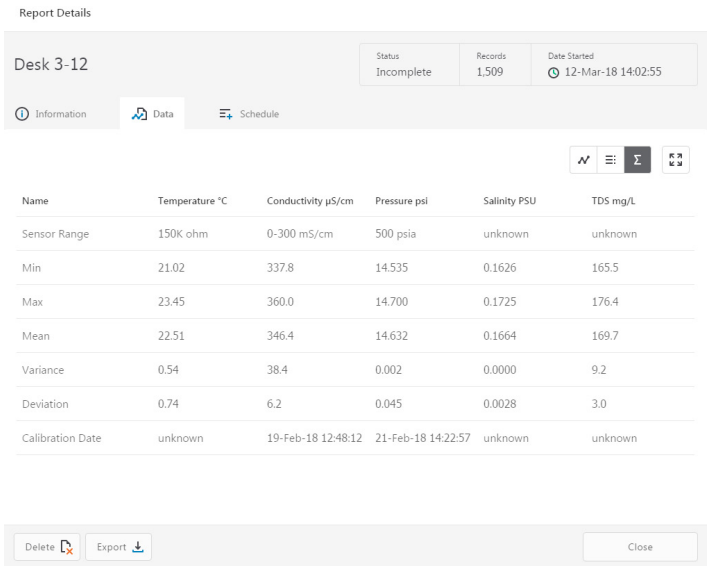 Report Details
Desk 3-12
Status Records Date Started
Incomplete 1,509 12-Mar-18 14:02:55
Information Data Schedule
Σ
Name Temperature °C Conductivity µS/cm Pressure psi Salinity PSU TDS mg/L
Sensor Range 150K ohm 0-300 mS/cm 500 psia unknown unknown
Min 21.02 337.8 14.535 0.1626 165.5
Max 23.45 360.0 14.700 0.1725 176.4
Mean 22.51 346.4 14.632 0.1664 169.7
Variance 0.54 38.4 0.002 0.0000 9.2
Deviation 0.74 6.2 0.045 0.0028 3.0
Calibration Date unknown 19-Feb-18 12:48:12 21-Feb-18 14:22:57 unknown unknown
Delete Export Close